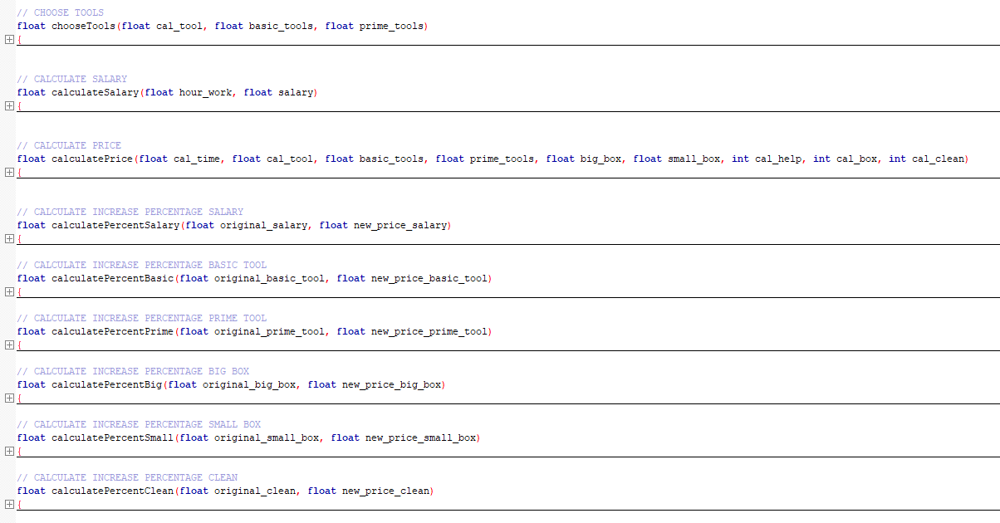 // CHOOSE TOOLS
float chooseTools(float cal_tool, float basic_tools, float prime_tools)
{
// CALCULATE SALARY
float calculateSalary(float hour_work, float salary)
{
// CALCULATE PRICE
float calculatePrice(float cal_time, float cal_tool, float basic_tools, float prime_tools, float big_box, float small_box, int cal_help, int cal_box, int cal_clean)
{
// CALCULATE INCREASE PERCENTAGE SALARY
float calculatePercentSalary(float original_salary, float new_price_salary)
{
// CALCULATE INCREASE PERCENTAGE BASIC TOOL
float calculatePercentBasic(float original_basic_tool, float new_price_basic_tool)
{
// CALCULATE INCREASE PERCENTAGE PRIME TOOL
float calculatePercentPrime(float original_prime_tool, float new_price_prime_tool)
{
// CALCULATE INCREASE PERCENTAGE BIG BOX
float calculatePercentBig(float original_big_box, float new_price_big_box)
{
// CALCULATE INCREASE PERCENTAGE SMALL BOX
float calculatePercentSmall(float original_small_box, float new_price_small_box)
{
// CALCULATE INCREASE PERCENTAGE CLEAN
float calculatePercentClean(float original_clean, float new_price_clean)
{